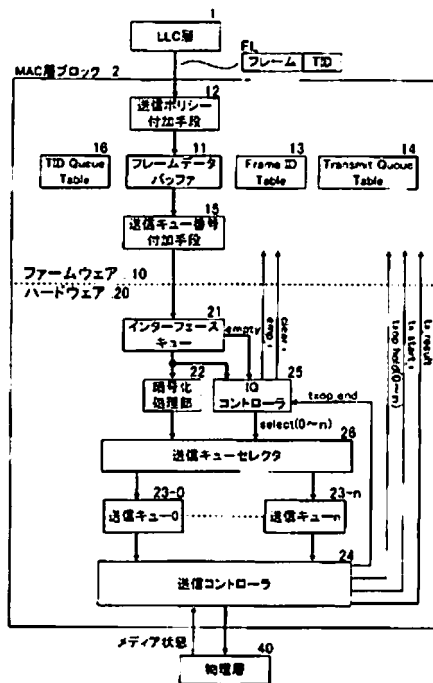 1
LLC層
FL
フレーム TID
MAC層ブロック 2
12
送信ポリシー
付加手段
16
TID Queue
Table
11
フレームデータ
バッファ
13
Frame ID
Table
14
Transmit Queue
Table
15
送信キュー番号
付加手段
ファームウェア 10
ハードウェア 20
21
インターフェース
キュー
empty
22
暗号化
処理部
25
IQ
コントローラ
txop_end
select(0～n)
26
送信キューセレクタ
23-0
送信キュー0
23-n
送信キューn
24
送信コントローラ
メディア状態
40
物理層
tx_result